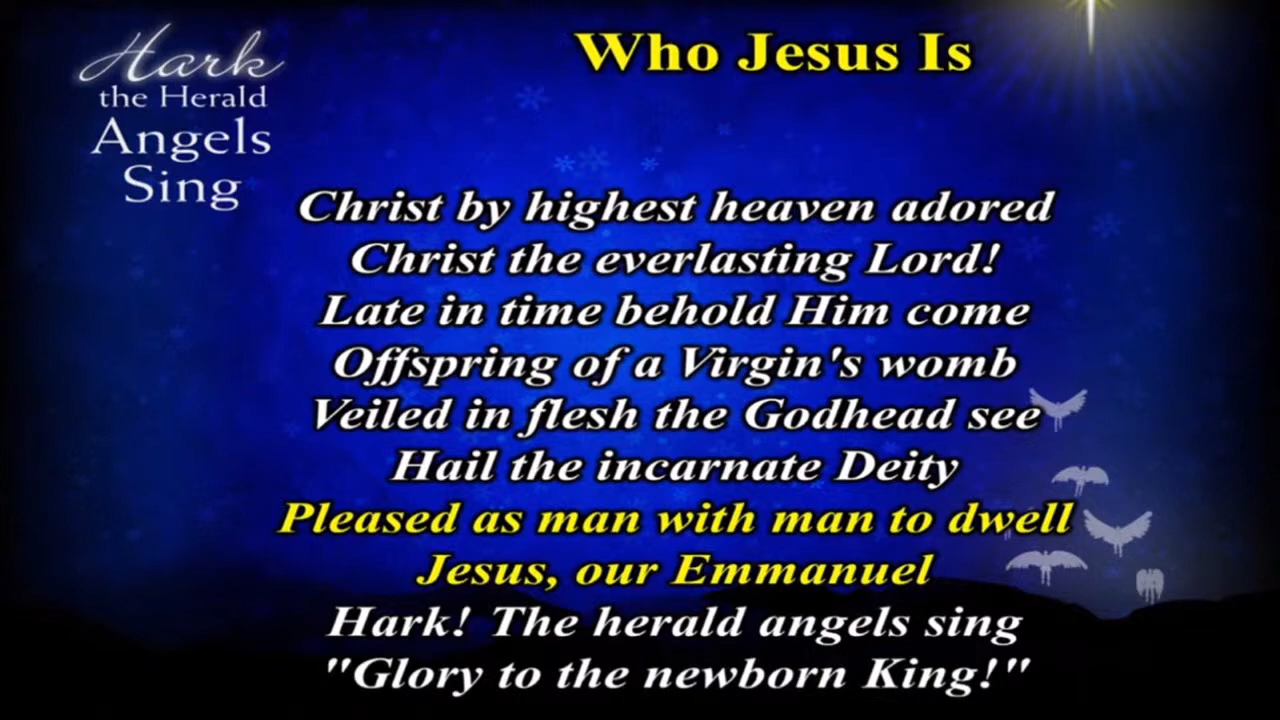 Hark
the Herald
Angels
Sing
Who Jesus Is
Christ by highest heaven adored
Christ the everlasting Lord!
Late in time behold Him come
Offspring of a Virgin's womb
Veiled in flesh the Godhead see
Hail the incarnate Deity
Pleased as man with man to dwell
Jesus, our Emmanuel
Hark! The herald angels sing
"Glory to the newborn King!"